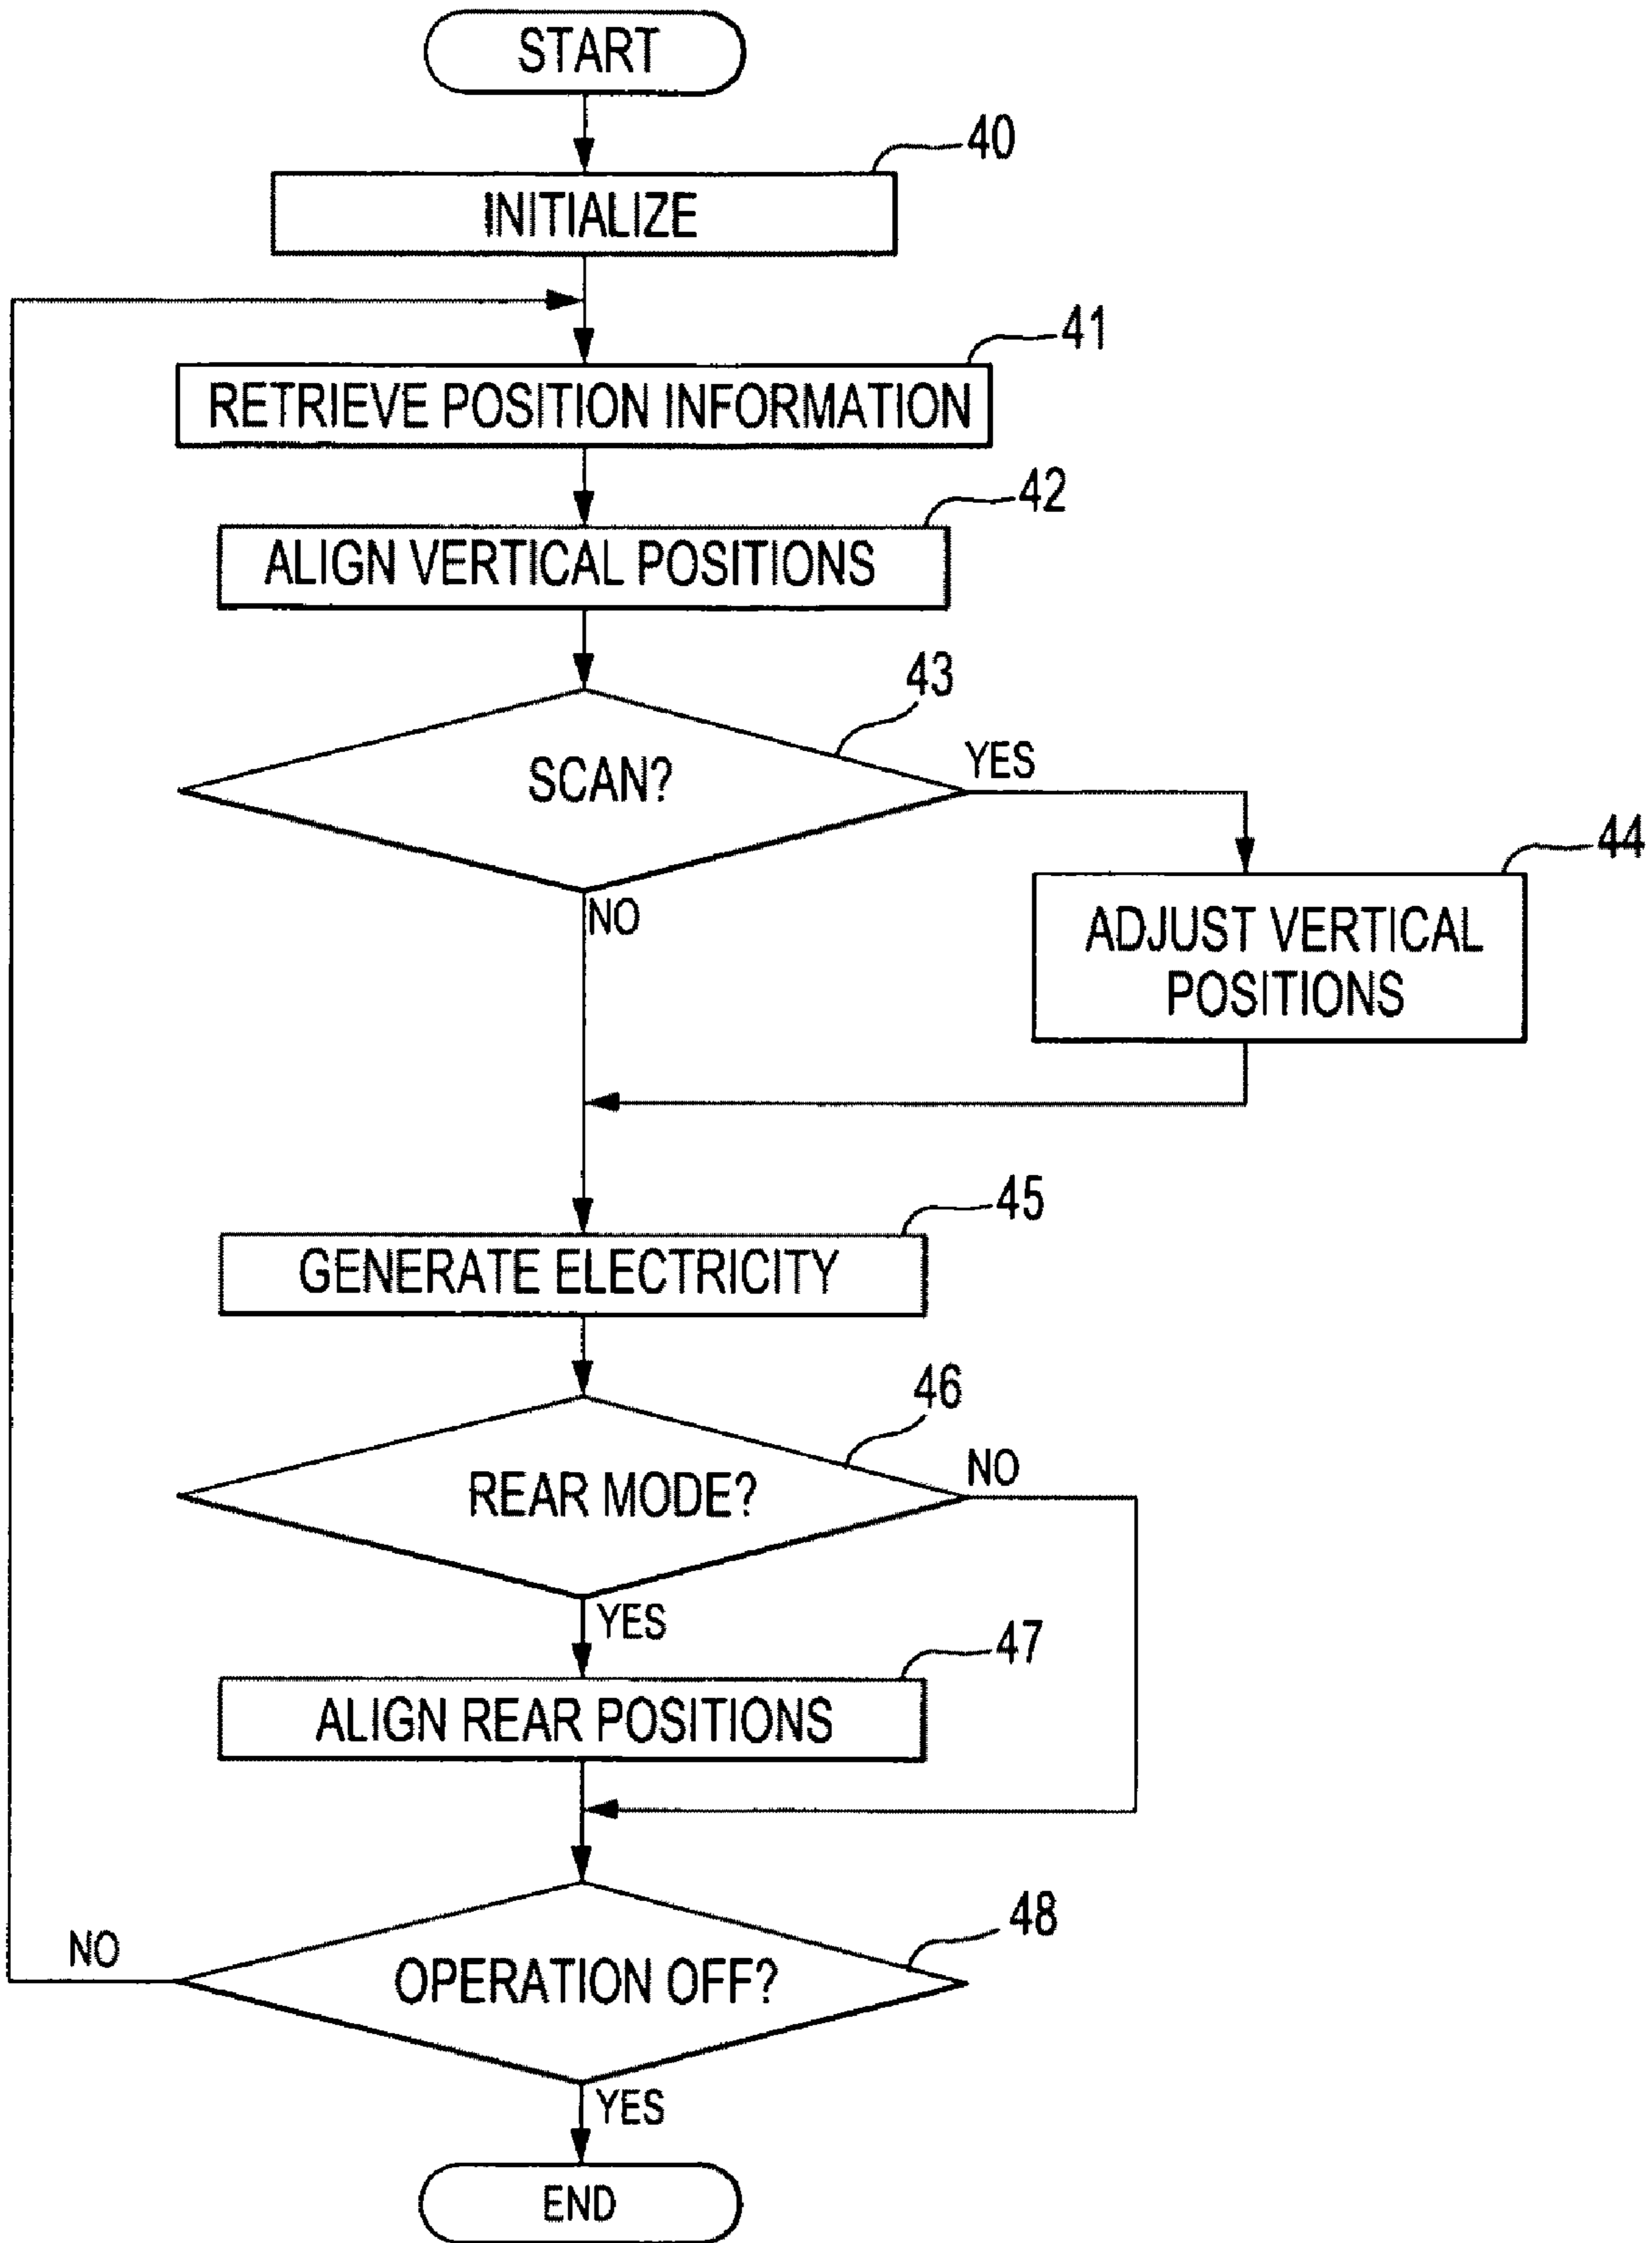 START
40
INITIALIZE
41
RETRIEVE POSITION INFORMATION
42
ALIGN VERTICAL POSITIONS
43
SCAN?
YES
44
NO
ADJUST VERTICAL
POSITIONS
45
GENERATE ELECTRICITY
46
REAR MODE?
NO
YES
47
ALIGN REAR POSITIONS
48
NO
OPERATION OFF?
YES
END